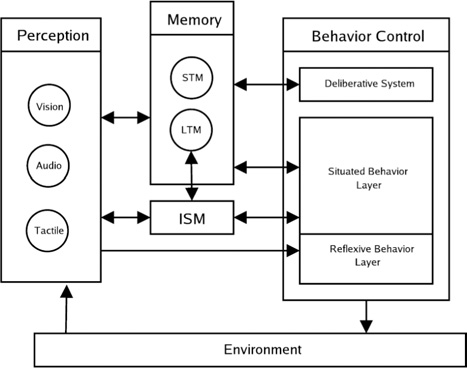 Perception
Vision
Audio
Tactile
Memory
STM
LTM
ISM
Behavior Control
Deliberative System
Situated Behavior
Layer
Reflexive Behavior
Layer
Environment